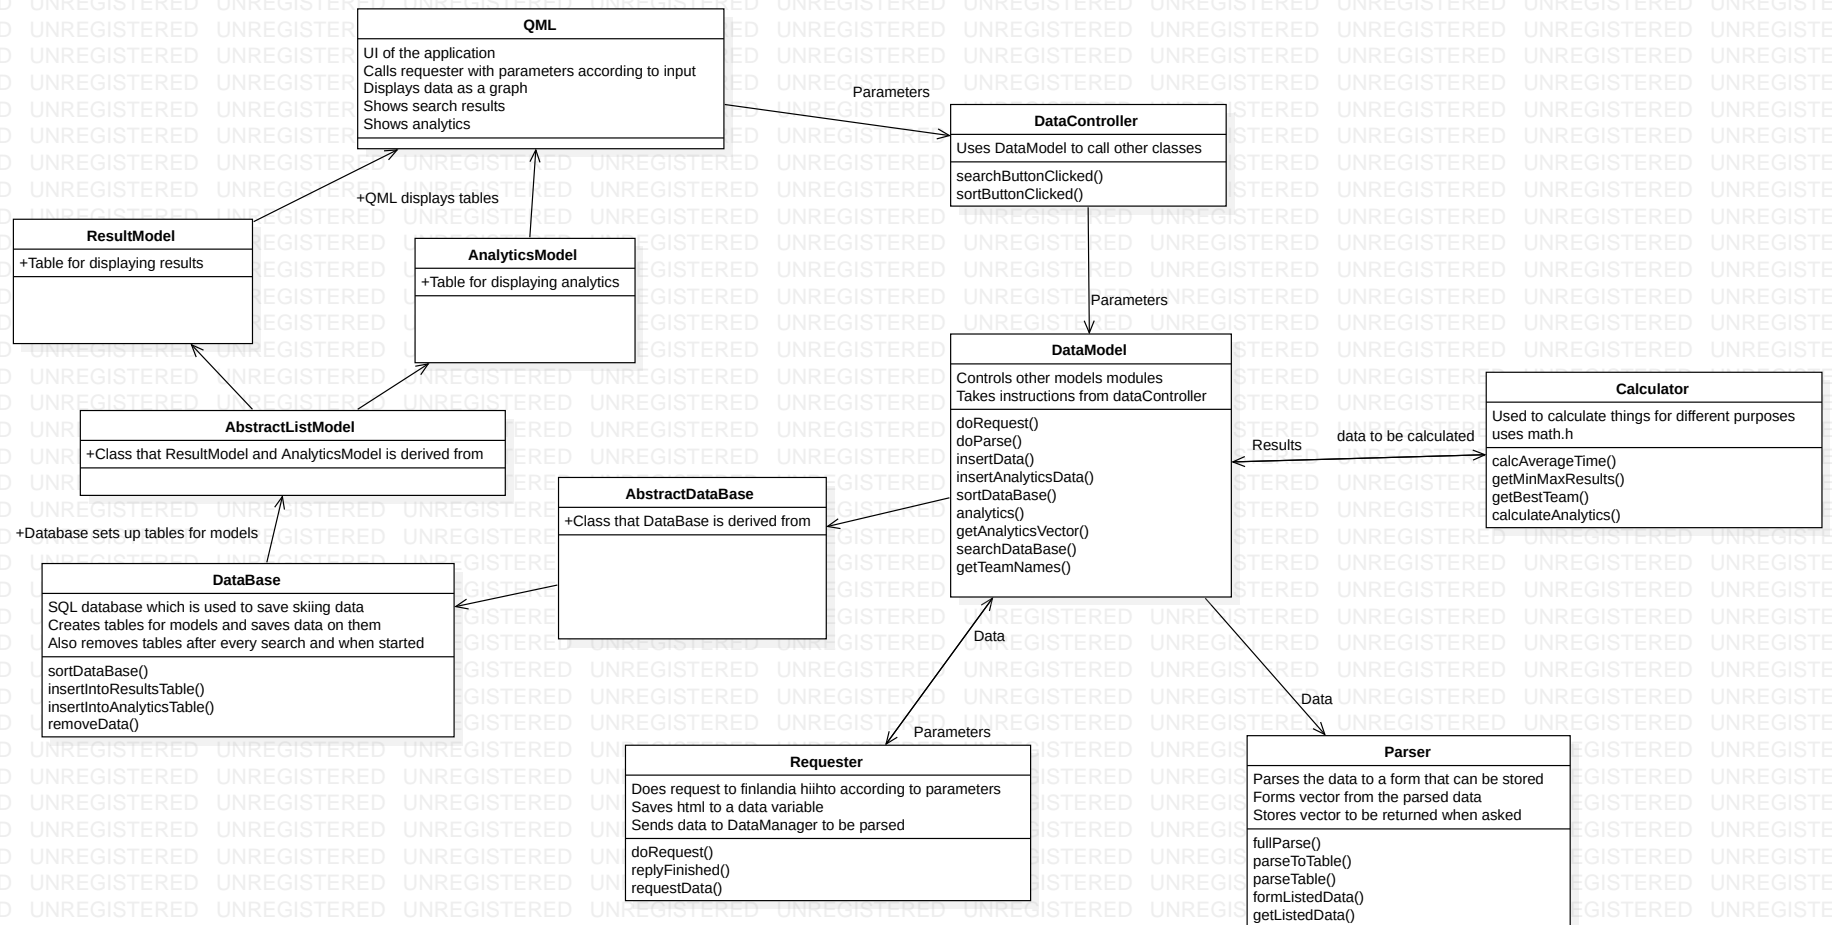 QML
UI of the application
Calls requester with parameters according to input
Displays data as a graph
Shows search results
Shows analytics
Parameters
DataController
Uses DataModel to call other classes
searchButtonClicked()
sortButtonClicked()
+QML displays tables
ResultModel
+Table for displaying results
AnalyticsModel
+Table for displaying analytics
Parameters
DataModel
Controls other models modules
Takes instructions from dataController
doRequest()
doParse()
insertData()
insertAnalyticsData()
sortDataBase()
analytics()
getAnalyticsVector()
searchDataBase()
getTeamNames()
Results
data to be calculated
Calculator
Used to calculate things for different purposes
uses math.h
calcAverageTime()
getMinMaxResults()
getBestTeam()
calculateAnalytics()
AbstractListModel
+Class that ResultModel and AnalyticsModel is derived from
AbstractDataBase
+Class that DataBase is derived from
+Database sets up tables for models
DataBase
SQL database which is used to save skiing data
Creates tables for models and saves data on them
Also removes tables after every search and when started
sortDataBase()
insertIntoResultsTable()
insertIntoAnalyticsTable()
removeData()
Data
Parameters
Requester
Does request to finlandia hiihto according to parameters
Saves html to a data variable
Sends data to DataManager to be parsed
doRequest()
replyFinished()
requestData()
Data
Parser
Parses the data to a form that can be stored
Forms vector from the parsed data
Stores vector to be returned when asked
fullParse()
parseToTable()
parseTable()
formListedData()
getListedData()
UNREGISTERED